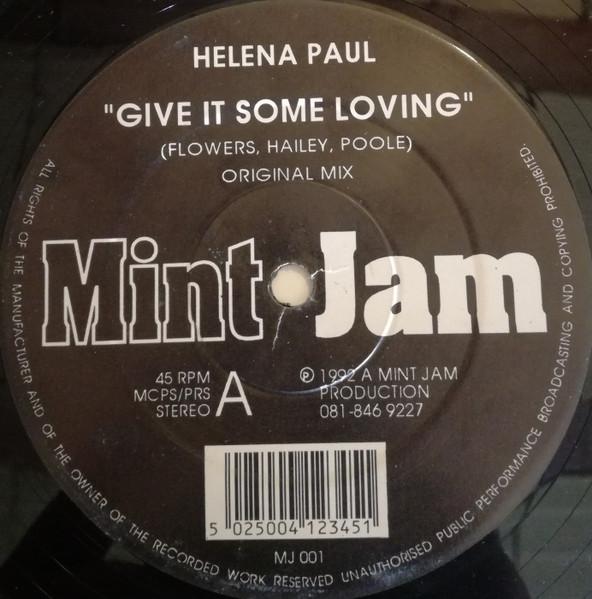 HELENA PAUL
"GIVE IT SOME LOVING"
(FLOWERS, HAILEY, POOLE)
ORIGINAL MIX
Mint Jam
45 RPM
MCPS/PRS
STEREO
A
℗ 1992 A MINT JAM
PRODUCTION
081-846 9227
5 025004 123451
MJ 001
ALL RIGHTS OF THE MANUFACTURER AND OF THE OWNER OF THE RECORDED WORK RESERVED UNAUTHORISED PUBLIC PERFORMANCE BROADCASTING AND COPYING PROHIBITED.